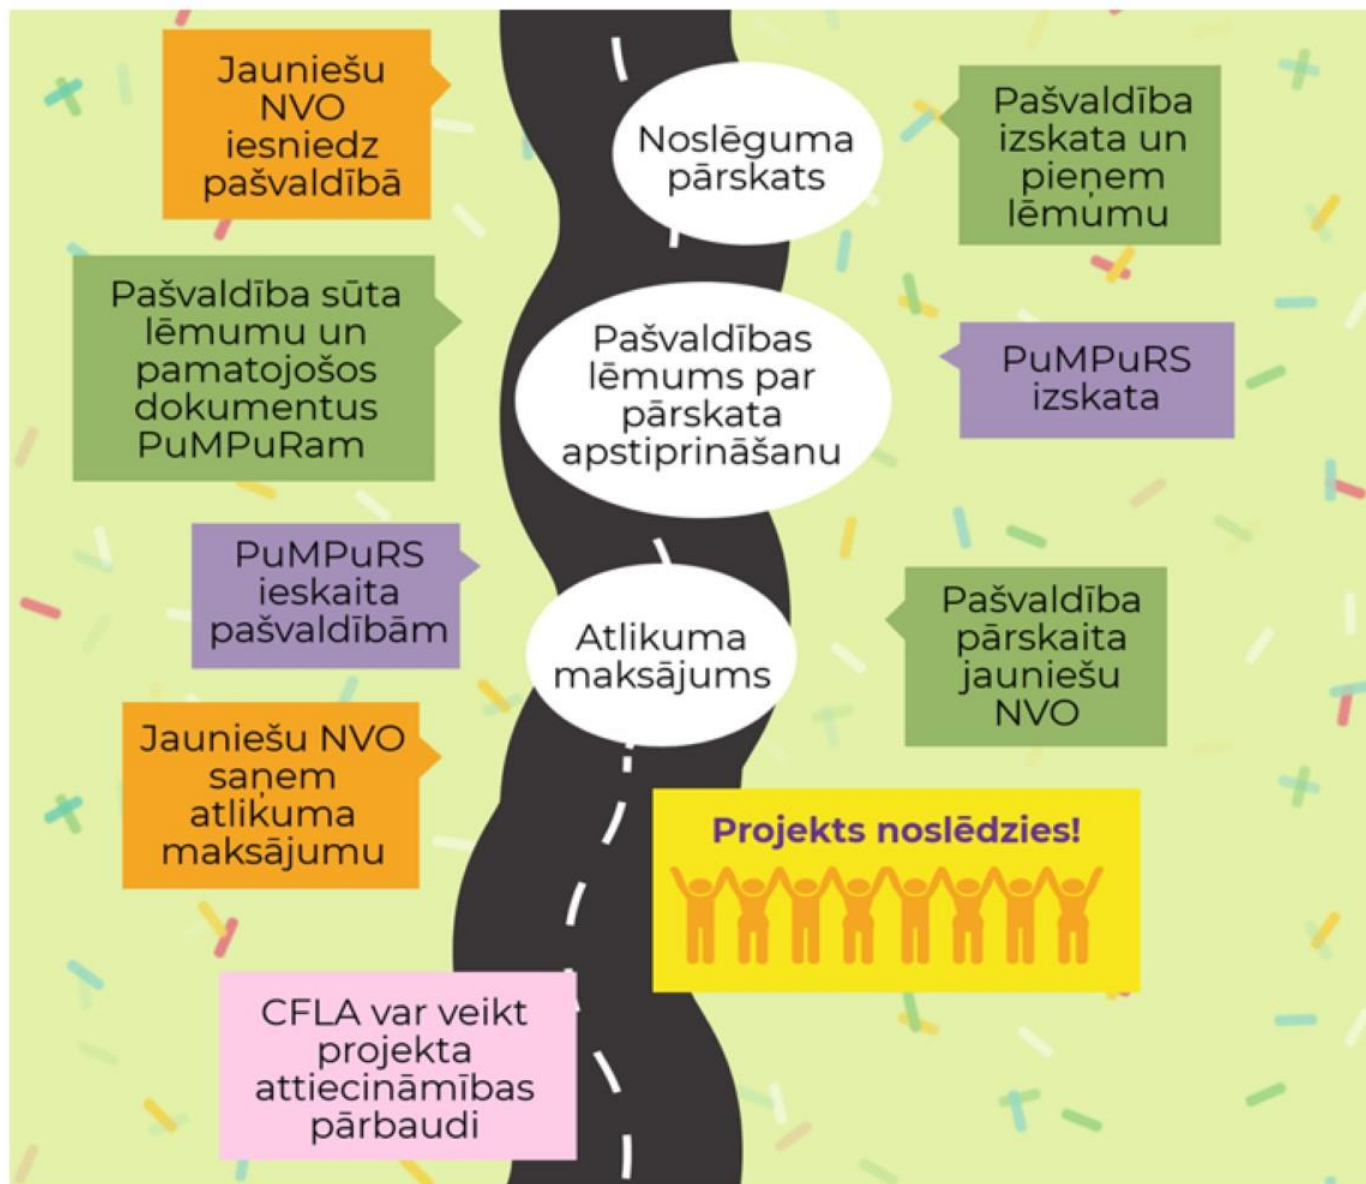 Jauniešu
NVO
iesniedz
pašvaldībā
Noslēguma
pārskats
Pašvaldība
izskata un
pieņem
lēmumu
Pašvaldība sūta
lēmumu un
pamatojošos
dokumentus
PuMPuRam
Pašvaldības
lēmums par
pārskata
apstiprināšanu
PuMPuRS
izskata
PuMPuRS
ieskaita
pašvaldībām
Atlikuma
maksājums
Pašvaldība
pārskaita
jauniešu
NVO
Jauniešu NVO
saņem
atlikuma
maksājumu
Projekts noslēdzies!
CFLA var veikt
projekta
attiecināmības
pārbaudi